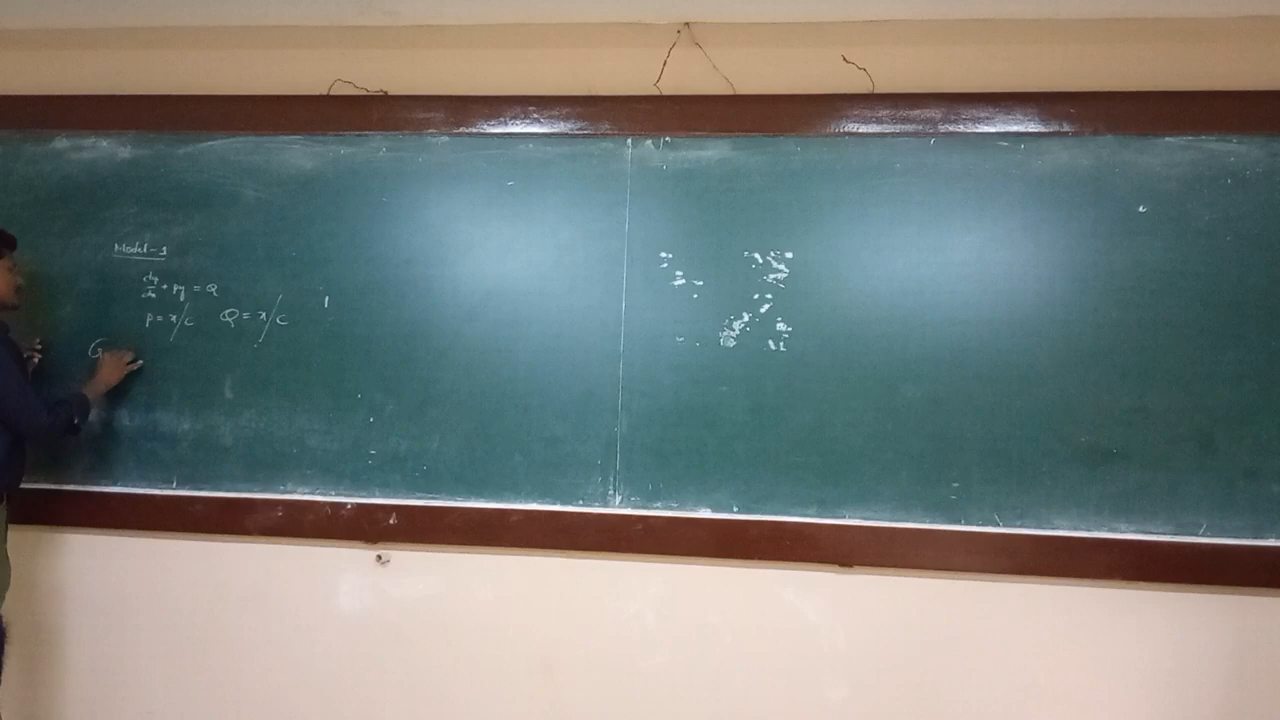 Model-1
dy/dx + py = Q
P = x/c Q = x/c
G